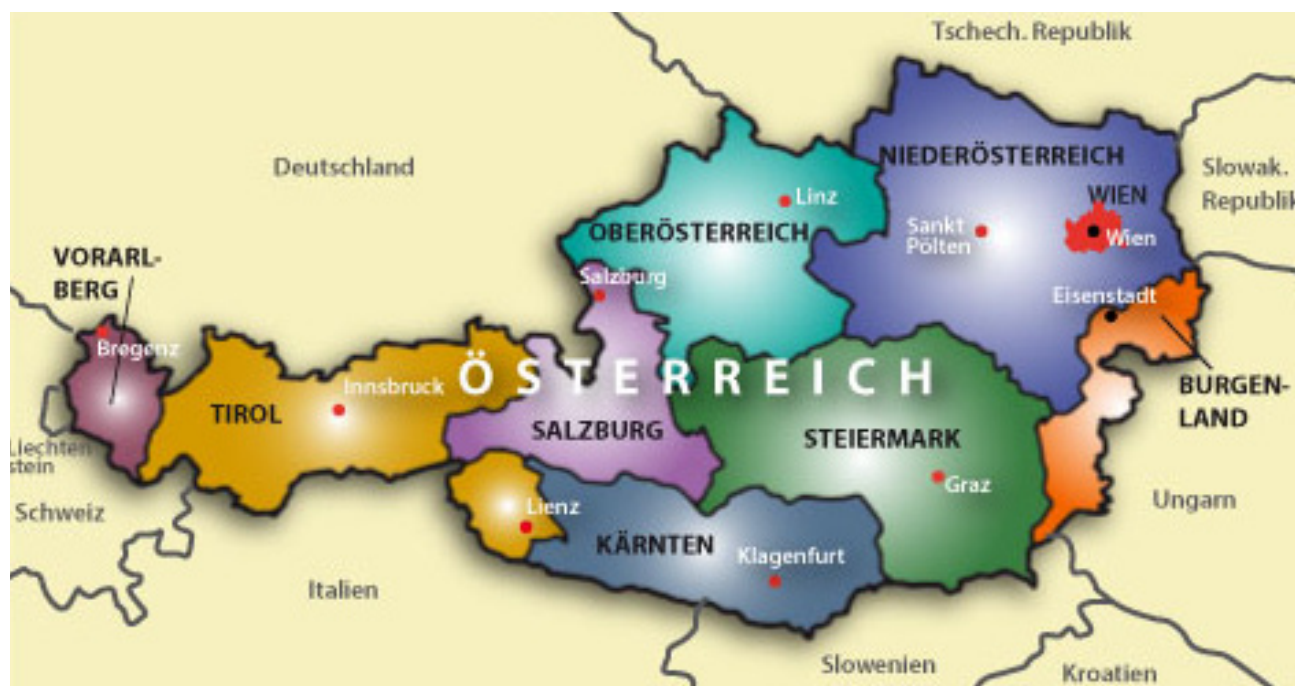 Tschech. Republik
Deutschland
NIEDERÖSTERREICH
Slowak.
Republik
WIEN
Linz
OBERÖSTERREICH
Sankt
Pölten
Wien
VORARL-
BERG
Salzburg
Eisenstadt
Bregenz
Innsbruck
ÖSTERREICH
BURGEN-
LAND
TIROL
SALZBURG
STEIERMARK
Liechten
stein
Graz
Schweiz
Lienz
Ungarn
KÄRNTEN
Klagenfurt
Italien
Slowenien
Kroatien